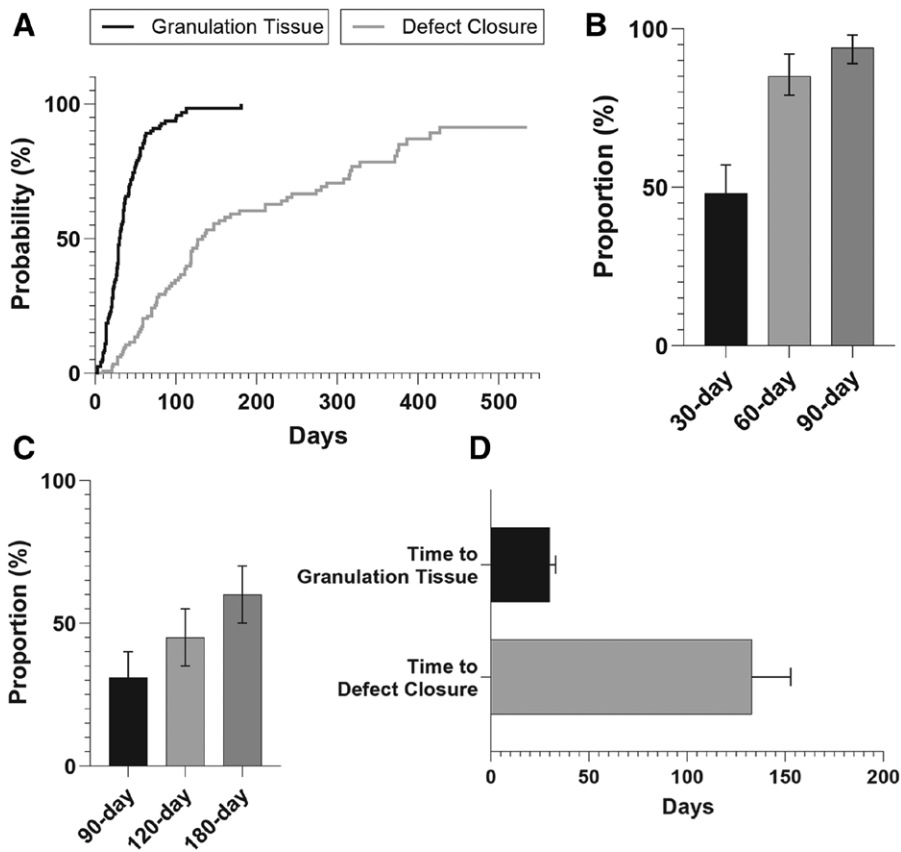 A
Granulation Tissue
Defect Closure
Probability (%)
100
50
0
0 100 200 300 400 500
Days
B
Proportion (%)
100
50
0
30-day
60-day
90-day
C
Proportion (%)
100
50
0
90-day
120-day
180-day
D
Time to
Granulation Tissue
Time to
Defect Closure
0 50 100 150 200
Days